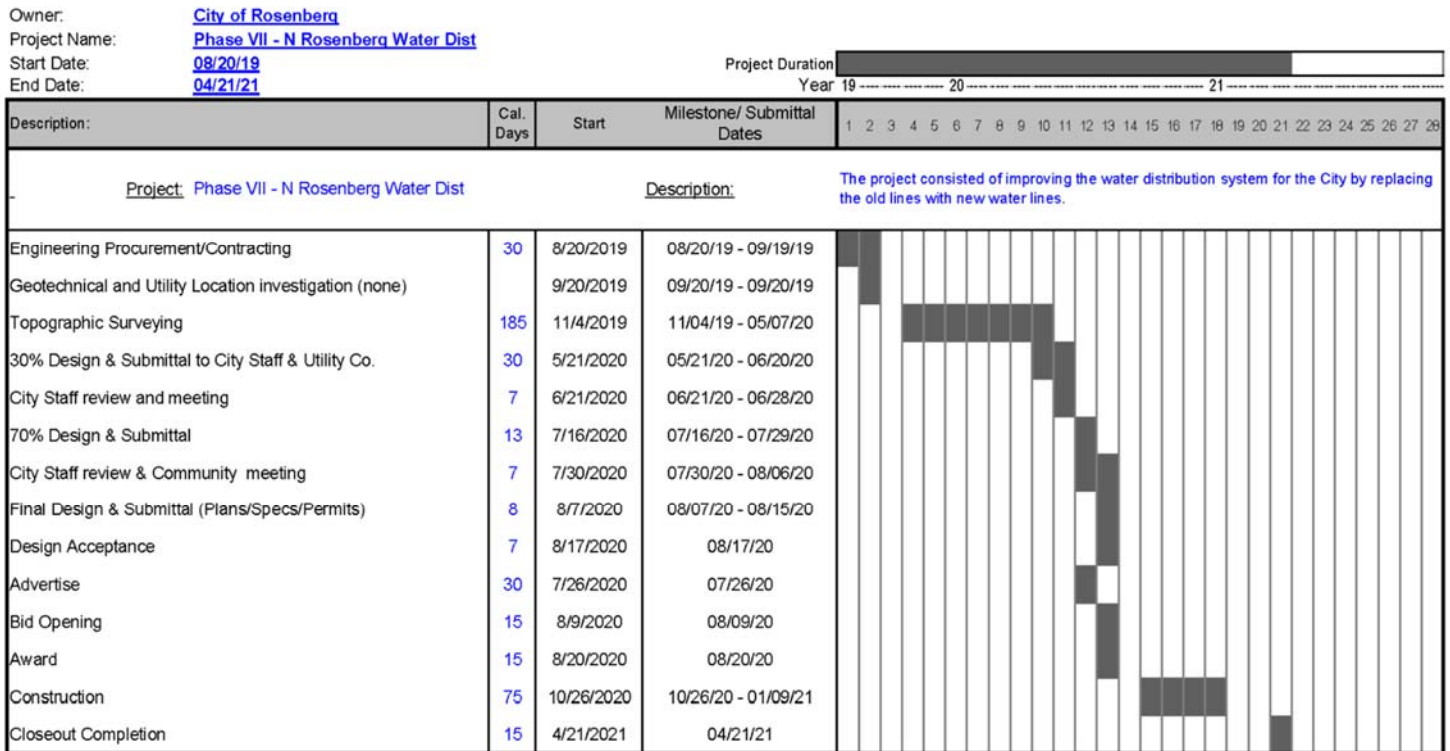 Owner: City of Rosenberg
Project Name: Phase VII - N Rosenberg Water Dist
Start Date: 08/20/19
Project Duration
End Date: 04/21/21
Year 19 20 21
Description: Cal. Days Start Milestone/ Submittal Dates 1 2 3 4 5 6 7 8 9 10 11 12 13 14 15 16 17 18 19 20 21 22 23 24 25 26 27 28
Project: Phase VII - N Rosenberg Water Dist Description: The project consisted of improving the water distribution system for the City by replacing
the old lines with new water lines.
Engineering Procurement/Contracting 30 8/20/2019 08/20/19 - 09/19/19
Geotechnical and Utility Location investigation (none) 9/20/2019 09/20/19 - 09/20/19
Topographic Surveying 185 11/4/2019 11/04/19 - 05/07/20
30% Design & Submittal to City Staff & Utility Co. 30 5/21/2020 05/21/20 - 06/20/20
City Staff review and meeting 7 6/21/2020 06/21/20 - 06/28/20
70% Design & Submittal 13 7/16/2020 07/16/20 - 07/29/20
City Staff review & Community meeting 7 7/30/2020 07/30/20 - 08/06/20
Final Design & Submittal (Plans/Specs/Permits) 8 8/7/2020 08/07/20 - 08/15/20
Design Acceptance 7 8/17/2020 08/17/20
Advertise 30 7/26/2020 07/26/20
Bid Opening 15 8/9/2020 08/09/20
Award 15 8/20/2020 08/20/20
Construction 75 10/26/2020 10/26/20 - 01/09/21
Closeout Completion 15 4/21/2021 04/21/21